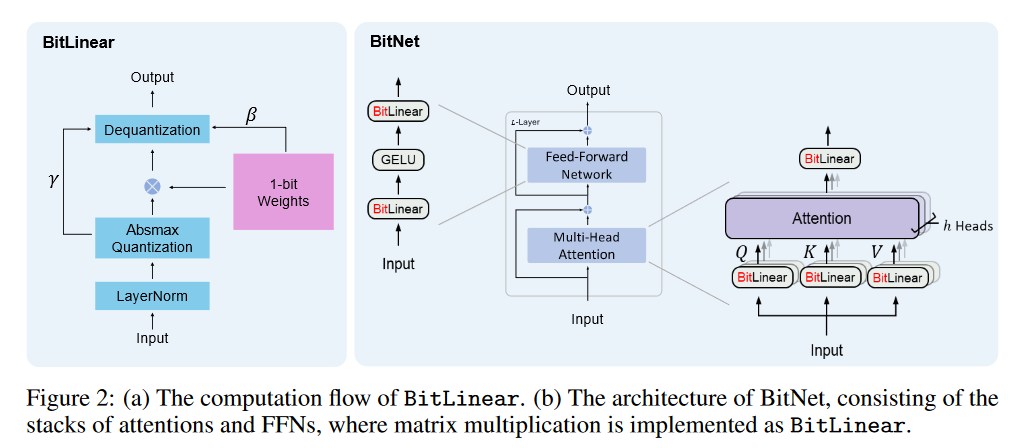 BitLinear
Output
β
Dequantization
γ
1-bit
Weights
Absmax
Quantization
LayerNorm
Input
BitNet
BitLinear
GELU
BitLinear
Input
Output
L-Layer
Feed-Forward
Network
Multi-Head
Attention
Input
BitLinear
Attention
h Heads
Q K V
BitLinear BitLinear BitLinear
Input
Figure 2: (a) The computation flow of BitLinear. (b) The architecture of BitNet, consisting of the
stacks of attentions and FFNs, where matrix multiplication is implemented as BitLinear.